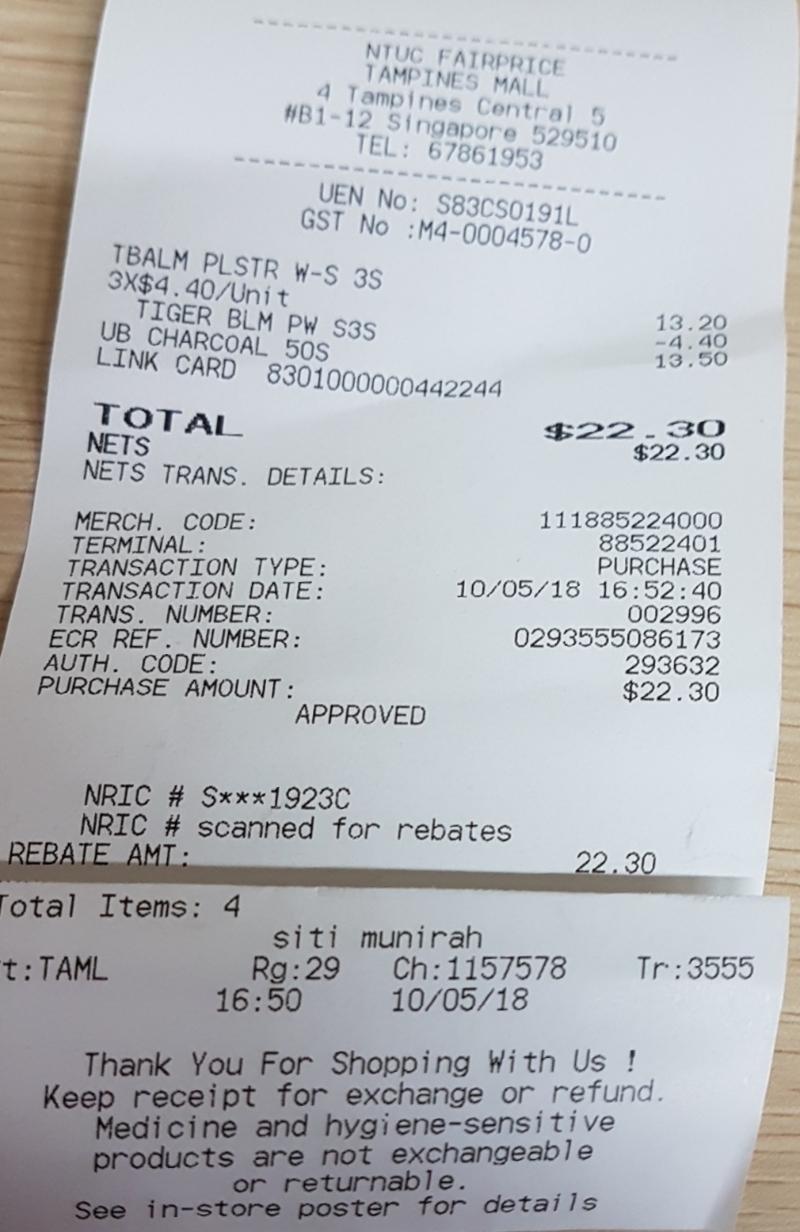 NTUC FAIRPRICE
TAMPINES MALL
4 Tampines Central 5
#B1-12 Singapore 529510
TEL: 67861953
UEN No: S83CS0191L
GST No :M4-0004578-0
TBALM PLSTR W-S 3S
3X$4.40/Unit 13.20
TIGER BLM PW S3S -4.40
UB CHARCOAL 50S 13.50
LINK CARD 8301000000442244
TOTAL $22.30
NETS $22.30
NETS TRANS. DETAILS:
MERCH. CODE: 111885224000
TERMINAL: 88522401
TRANSACTION TYPE: PURCHASE
TRANSACTION DATE: 10/05/18 16:52:40
TRANS. NUMBER: 002996
ECR REF. NUMBER: 0293555086173
AUTH. CODE: 293632
PURCHASE AMOUNT: $22.30
APPROVED
NRIC # S***1923C
NRIC # scanned for rebates
REBATE AMT: 22.30
Total Items: 4
siti munirah
t:TAML Rg:29 Ch:1157578 Tr:3555
16:50 10/05/18
Thank You For Shopping With Us !
Keep receipt for exchange or refund.
Medicine and hygiene-sensitive
products are not exchangeable
or returnable.
See in-store poster for details